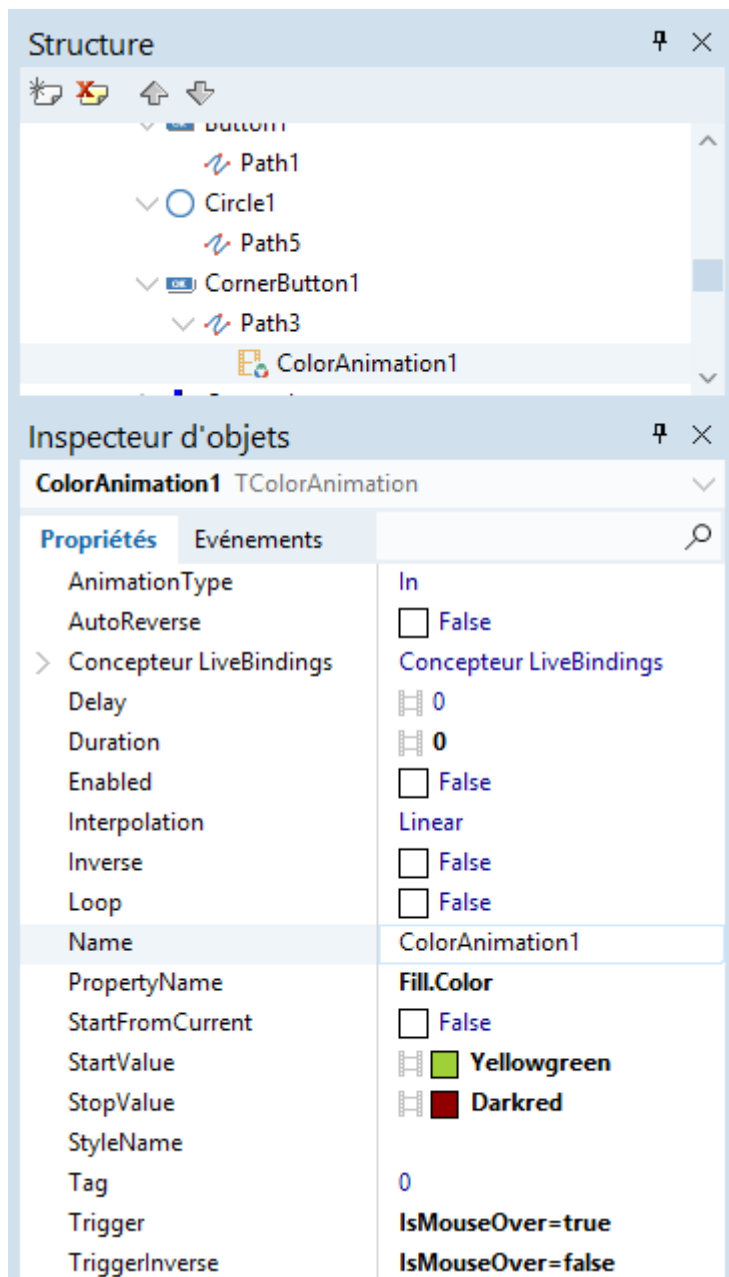 Structure
Button1
Path1
Circle1
Path5
OK CornerButton1
Path3
ColorAnimation1
Inspecteur d'objets
ColorAnimation1 TColorAnimation
Propriétés Evénements
AnimationType In
AutoReverse False
Concepteur LiveBindings Concepteur LiveBindings
Delay 0
Duration 0
Enabled False
Interpolation Linear
Inverse False
Loop False
Name ColorAnimation1
PropertyName Fill.Color
StartFromCurrent False
StartValue Yellowgreen
StopValue Darkred
StyleName
Tag 0
Trigger IsMouseOver=true
TriggerInverse IsMouseOver=false